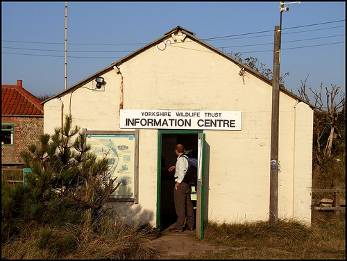 YORKSHIRE WILDLIFE TRUST
INFORMATION CENTRE